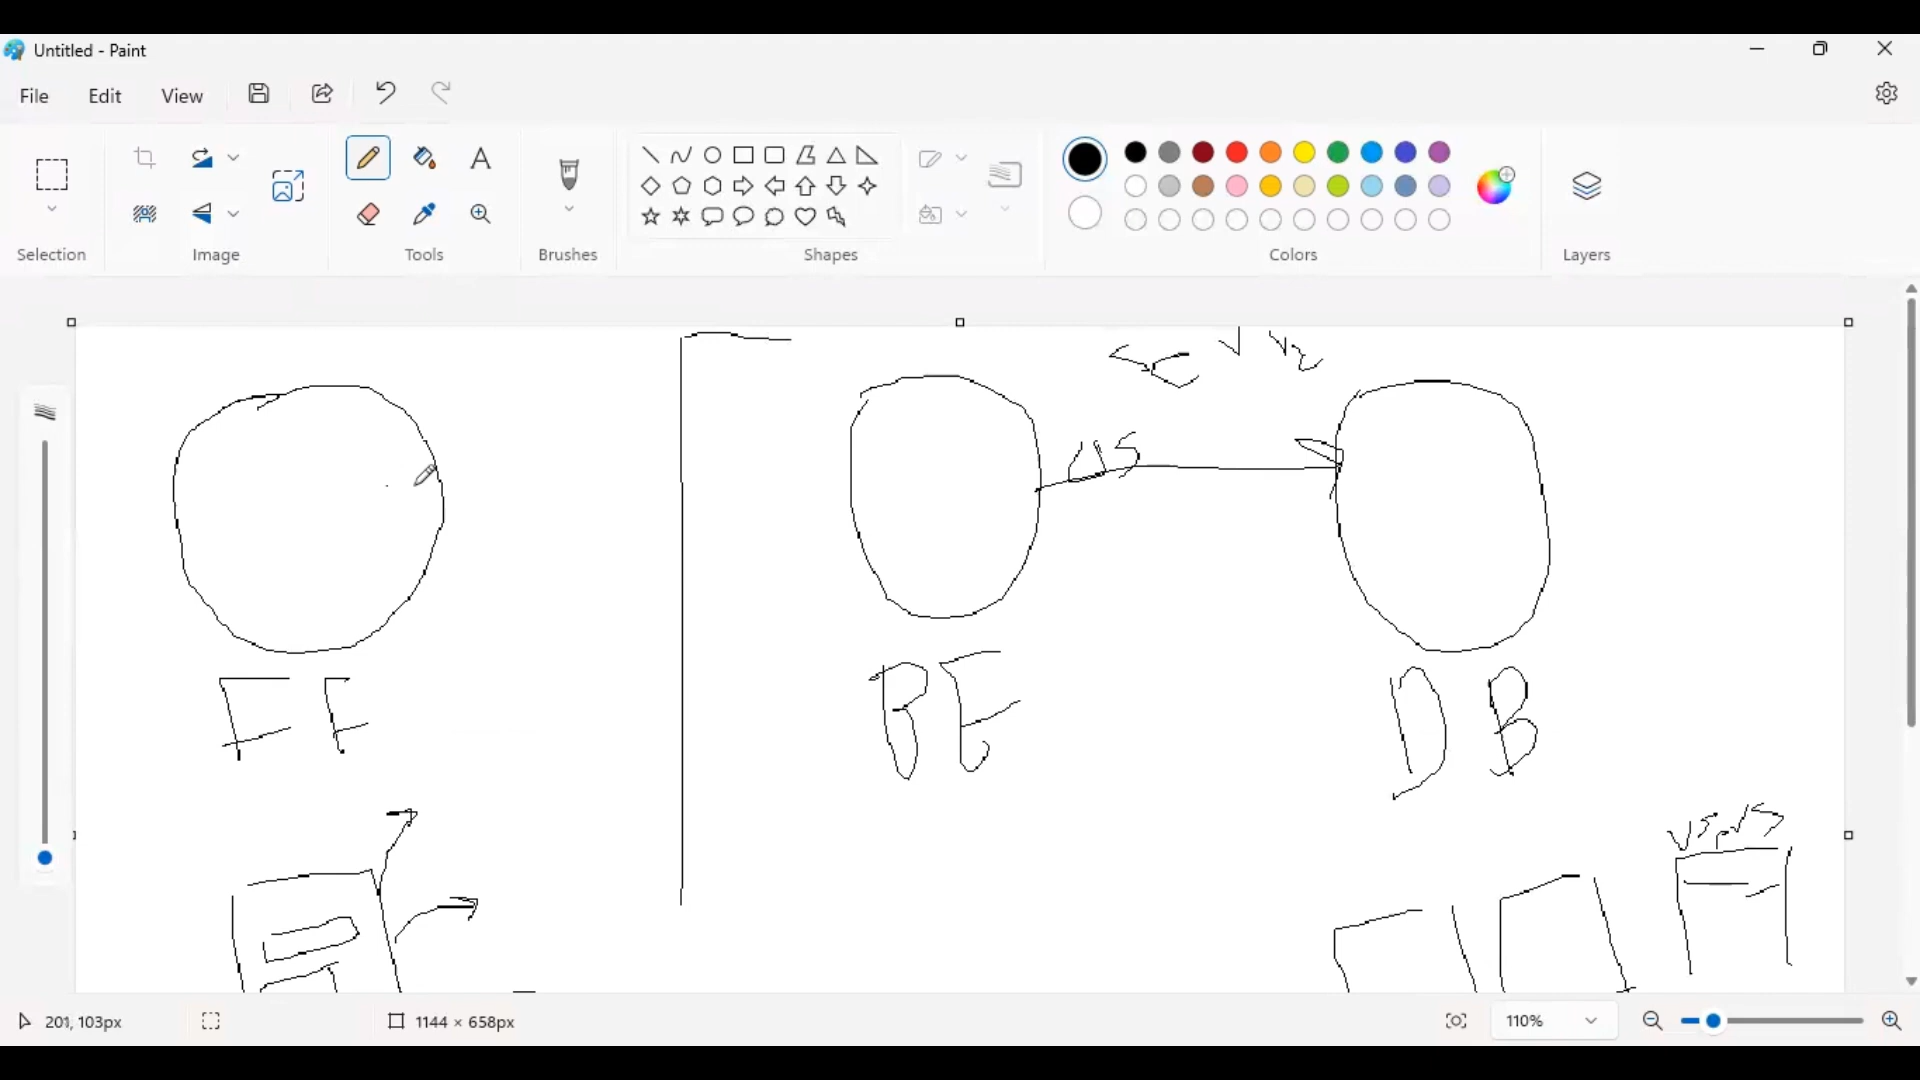 Untitled - Paint
File Edit View
Selection Image Tools Brushes Shapes Colors Layers
FE BE DB
201, 103px 1144 × 658px 110%